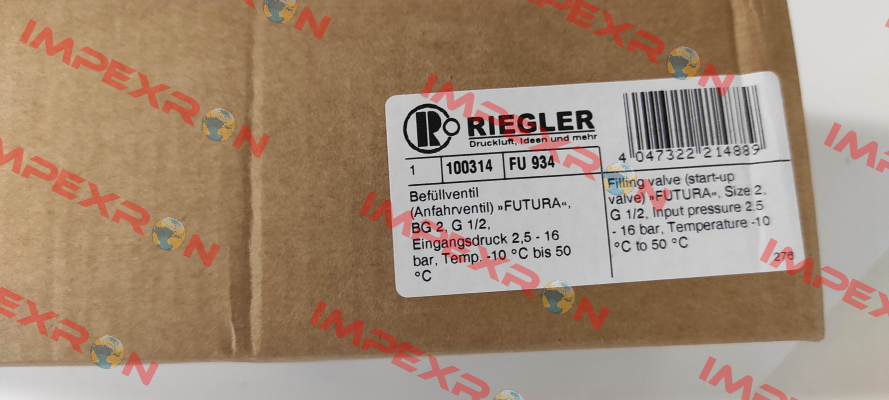 RIEGLER
Druckluft, Ideen und mehr
4 047322 214889
1 100314 FU 934
Befüllventil
(Anfahrventil) »FUTURA«,
BG 2, G 1/2,
Eingangsdruck 2,5 - 16
bar, Temp. -10 °C bis 50
°C
Filling valve (start-up
valve) »FUTURA«, Size 2,
G 1/2, Input pressure 2.5
- 16 bar, Temperature -10
°C to 50 °C
276
IMPEXRON
IMPEXRON
IMPEXRON
IMPEXRON
IMPEXRON
IMPEXRON
IMPEXRON
IMPEXRON